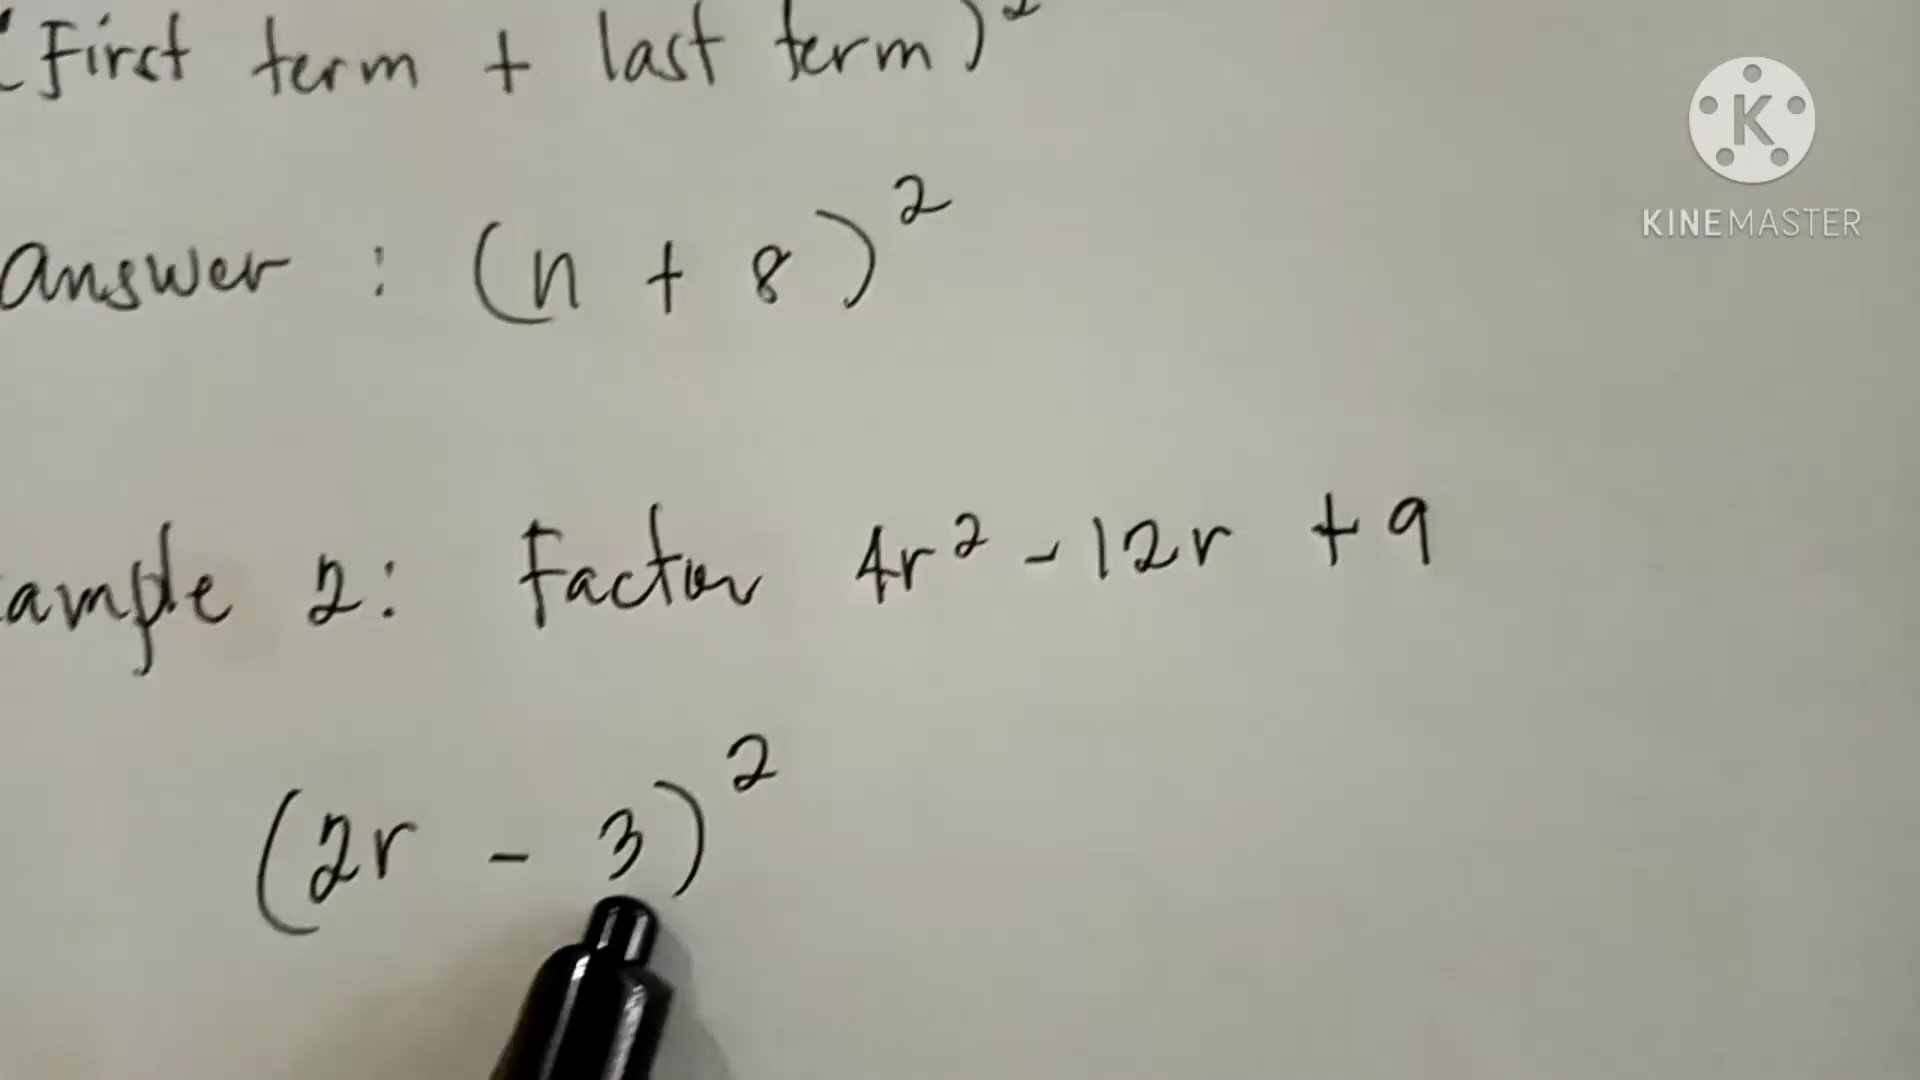 (First term + last term)²
K
KINEMASTER
answer : (n + 8)²
ample 2: Factor 4r² - 12r + 9
(2r - 3)²